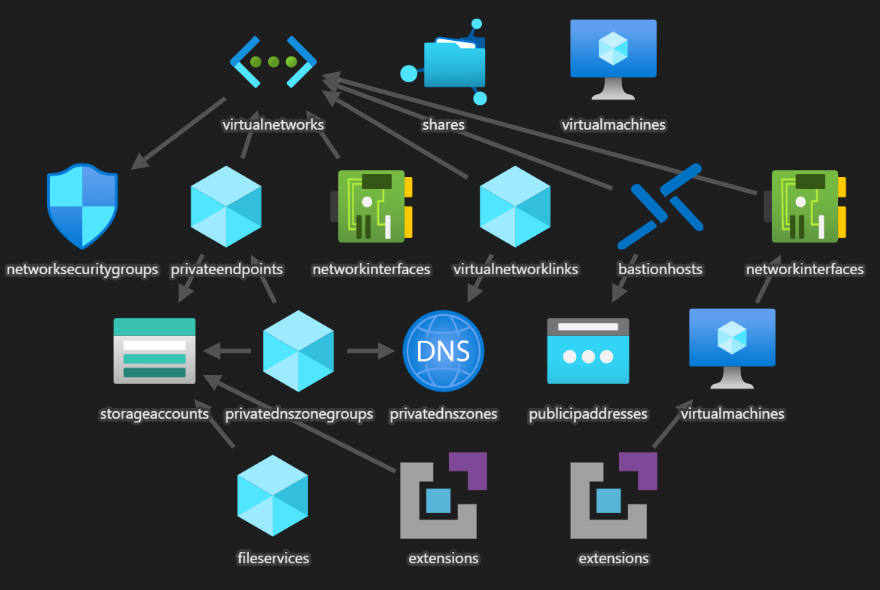 virtualnetworks
shares
virtualmachines
networksecuritygroups
privateendpoints
networkinterfaces
virtualnetworklinks
bastionhosts
networkinterfaces
DNS
storageaccounts
privatednszonegroups
privatednszones
publicipaddresses
virtualmachines
fileservices
extensions
extensions